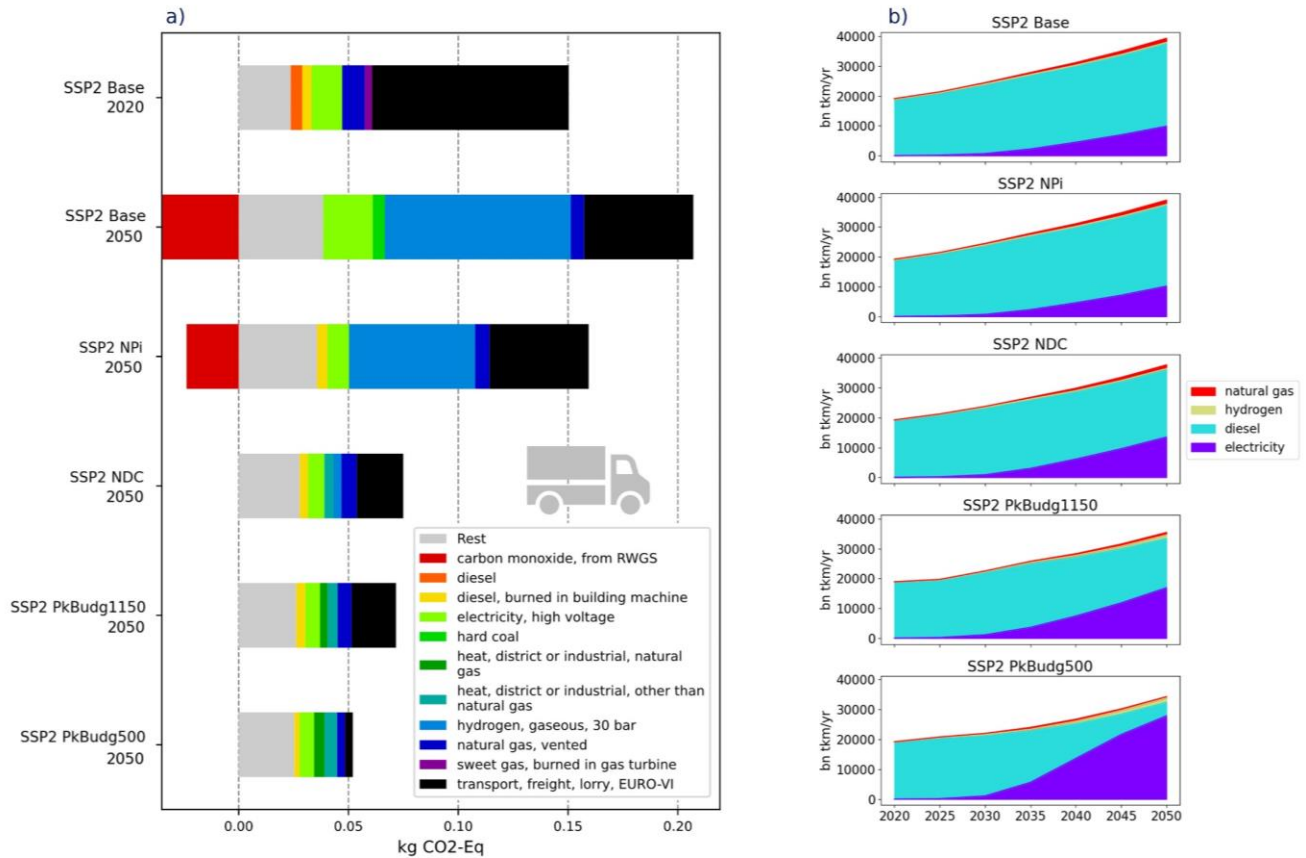 a)
SSP2 Base
2020
SSP2 Base
2050
SSP2 NPi
2050
SSP2 NDC
2050
SSP2 PkBudg1150
2050
SSP2 PkBudg500
2050
Rest
carbon monoxide, from RWGS
diesel
diesel, burned in building machine
electricity, high voltage
hard coal
heat, district or industrial, natural
gas
heat, district or industrial, other than
natural gas
hydrogen, gaseous, 30 bar
natural gas, vented
sweet gas, burned in gas turbine
transport, freight, lorry, EURO-VI
0.00 0.05 0.10 0.15 0.20
kg CO2-Eq
b)
SSP2 Base
bn tkm/yr
40000
30000
20000
10000
0
SSP2 NPi
bn tkm/yr
40000
30000
20000
10000
0
SSP2 NDC
bn tkm/yr
40000
30000
20000
10000
0
natural gas
hydrogen
diesel
electricity
SSP2 PkBudg1150
bn tkm/yr
40000
30000
20000
10000
0
SSP2 PkBudg500
bn tkm/yr
40000
30000
20000
10000
0
2020 2025 2030 2035 2040 2045 2050